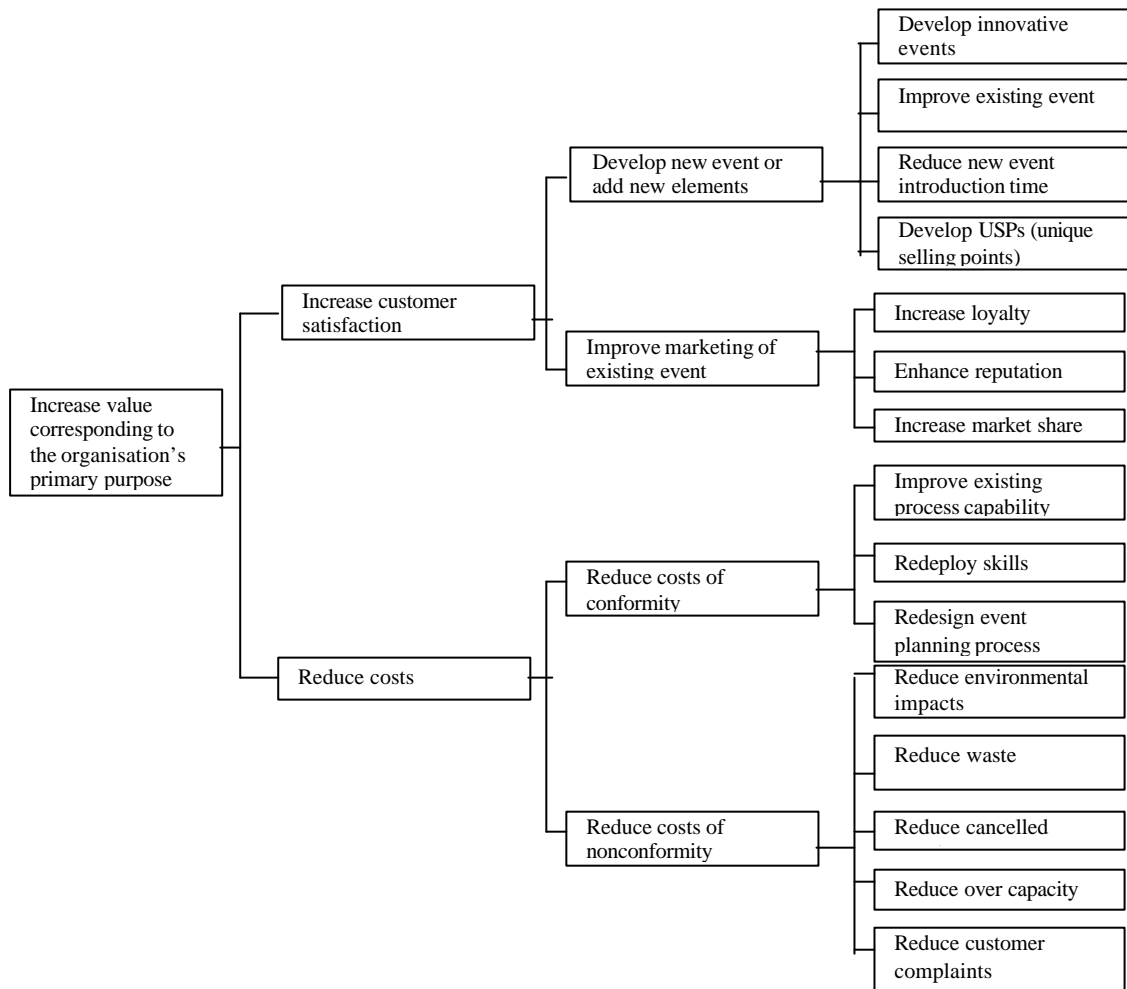 Develop innovative
events
Improve existing event
Reduce new event
introduction time
Develop USPs (unique
selling points)
Develop new event or
add new elements
Increase customer
satisfaction
Improve marketing of
existing event
Increase loyalty
Enhance reputation
Increase market share
Increase value
corresponding to
the organisation's
primary purpose
Reduce costs
Reduce costs of
conformity
Improve existing
process capability
Redeploy skills
Redesign event
planning process
Reduce costs of
nonconformity
Reduce environmental
impacts
Reduce waste
Reduce cancelled
Reduce over capacity
Reduce customer
complaints